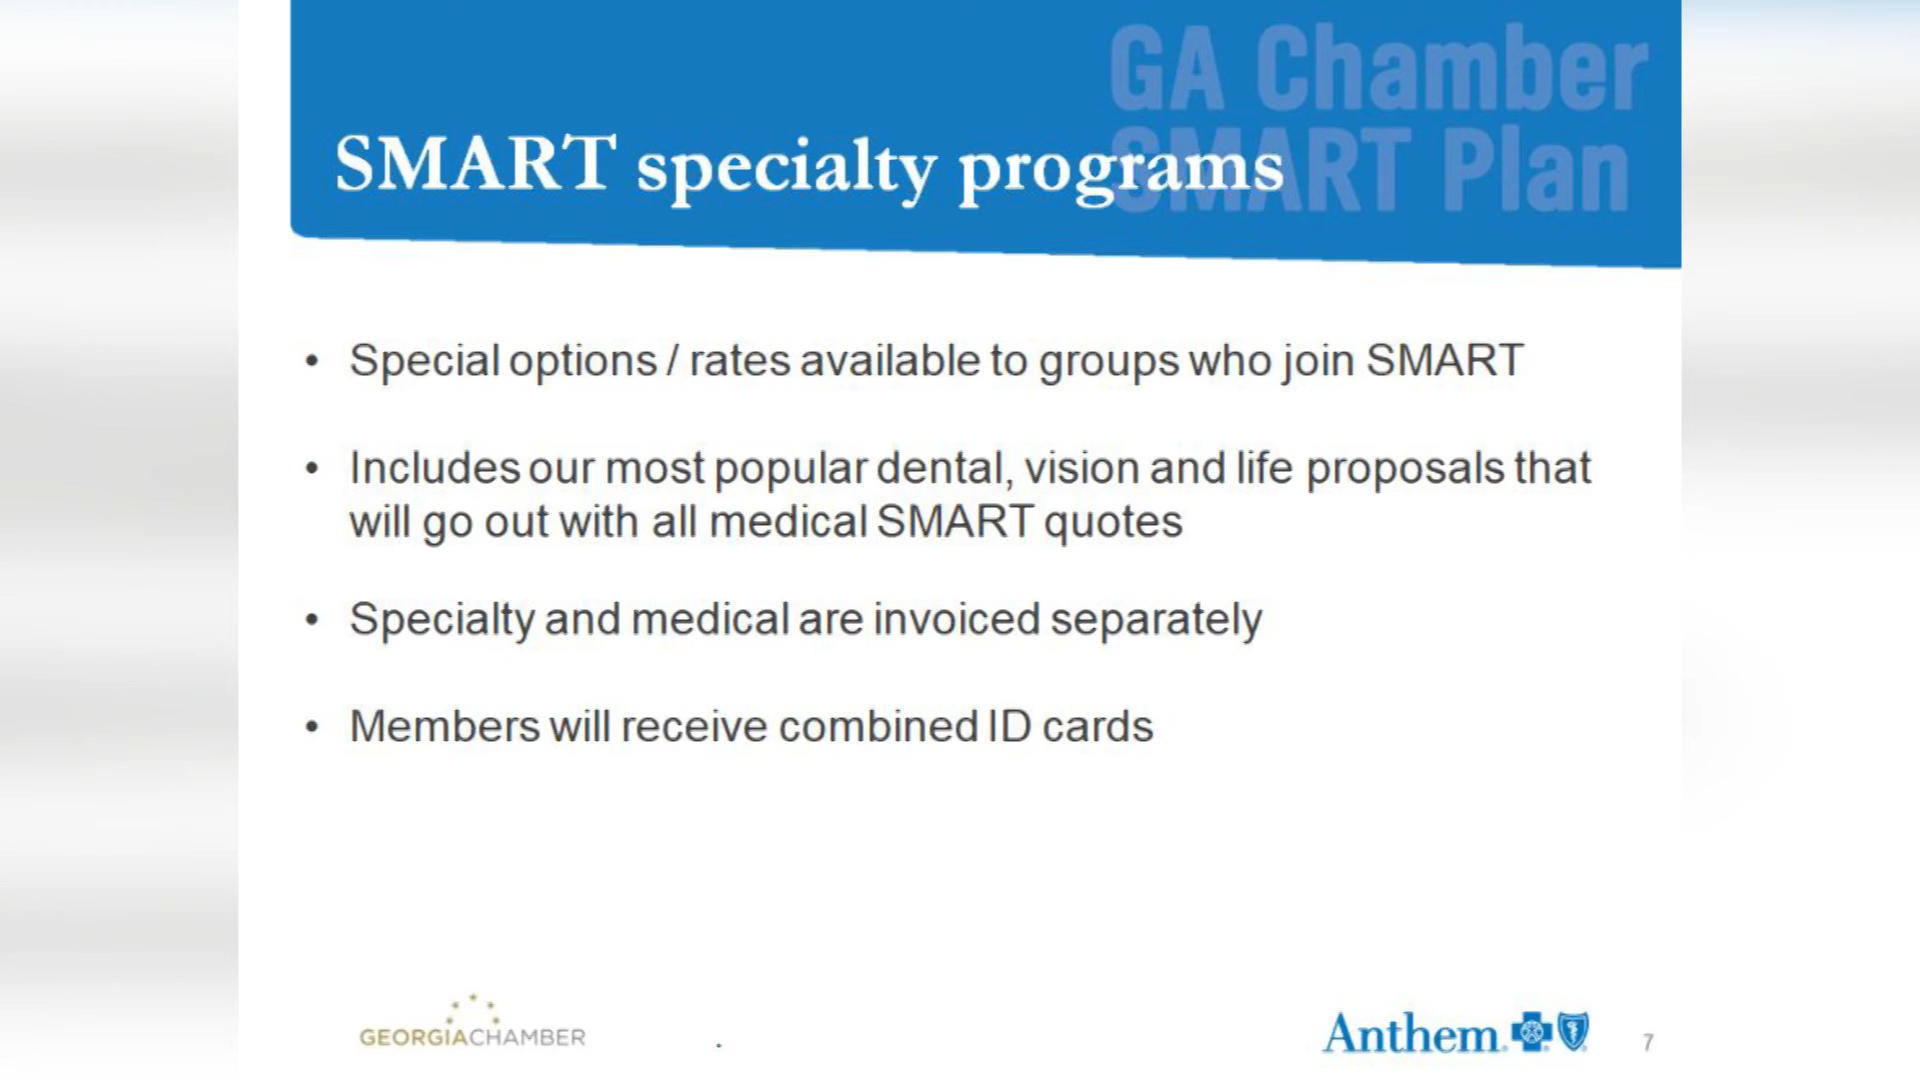 GA Chamber
SMART Plan
SMART specialty programs
• Special options / rates available to groups who join SMART
• Includes our most popular dental, vision and life proposals that
will go out with all medical SMART quotes
• Specialty and medical are invoiced separately
• Members will receive combined ID cards
GEORGIACHAMBER
.
Anthem
7